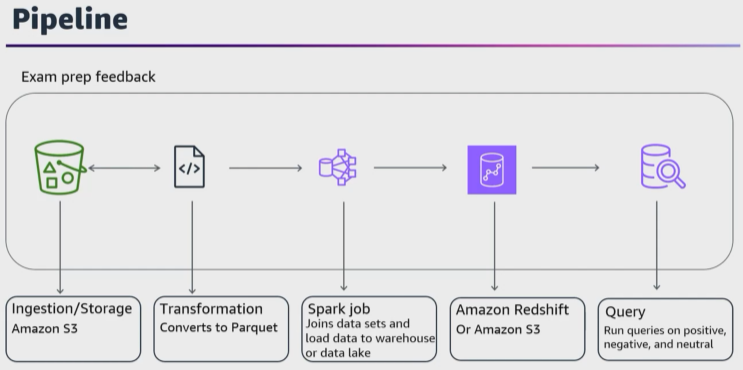 Pipeline
Exam prep feedback
</>
Ingestion/Storage
Amazon S3
Transformation
Converts to Parquet
Spark job
Joins data sets and
load data to warehouse
or data lake
Amazon Redshift
Or Amazon S3
Query
Run queries on positive,
negative, and neutral